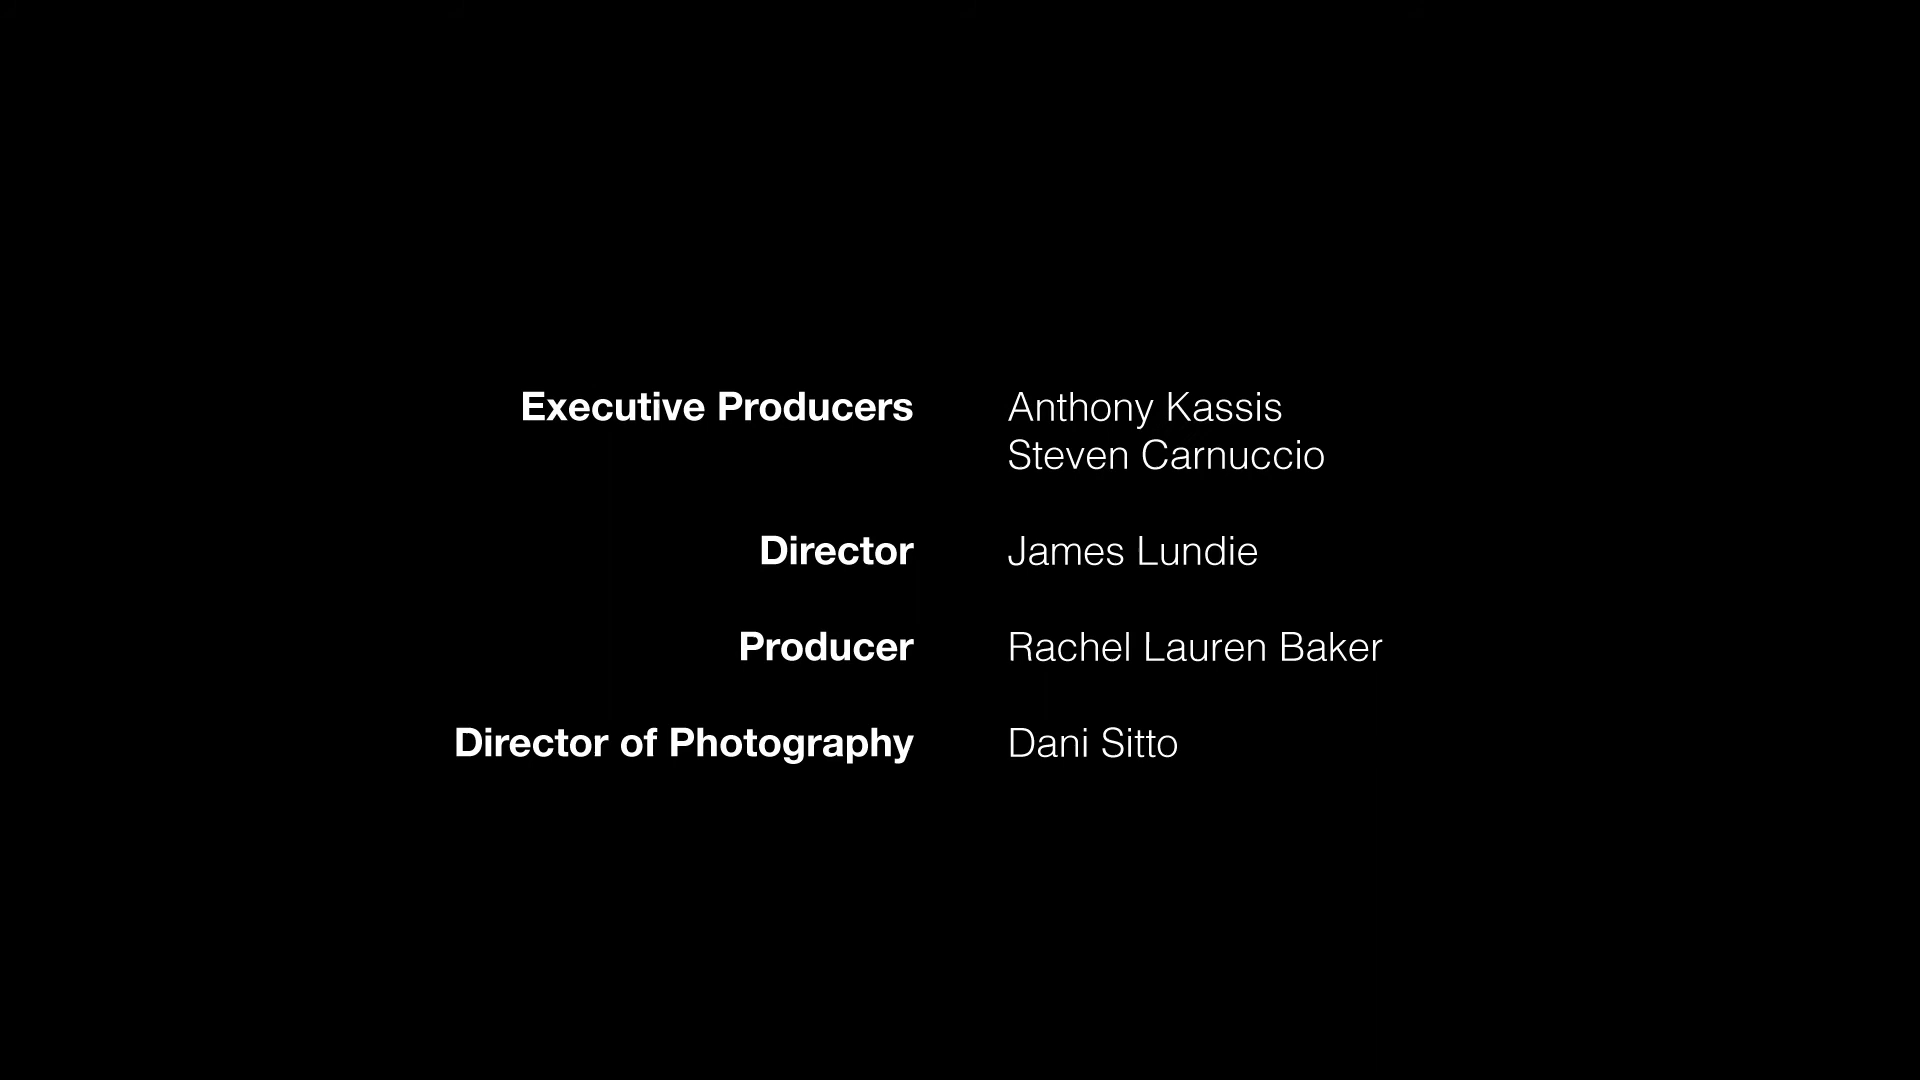 Executive Producers Anthony Kassis
Steven Carnuccio
Director James Lundie
Producer Rachel Lauren Baker
Director of Photography Dani Sitto